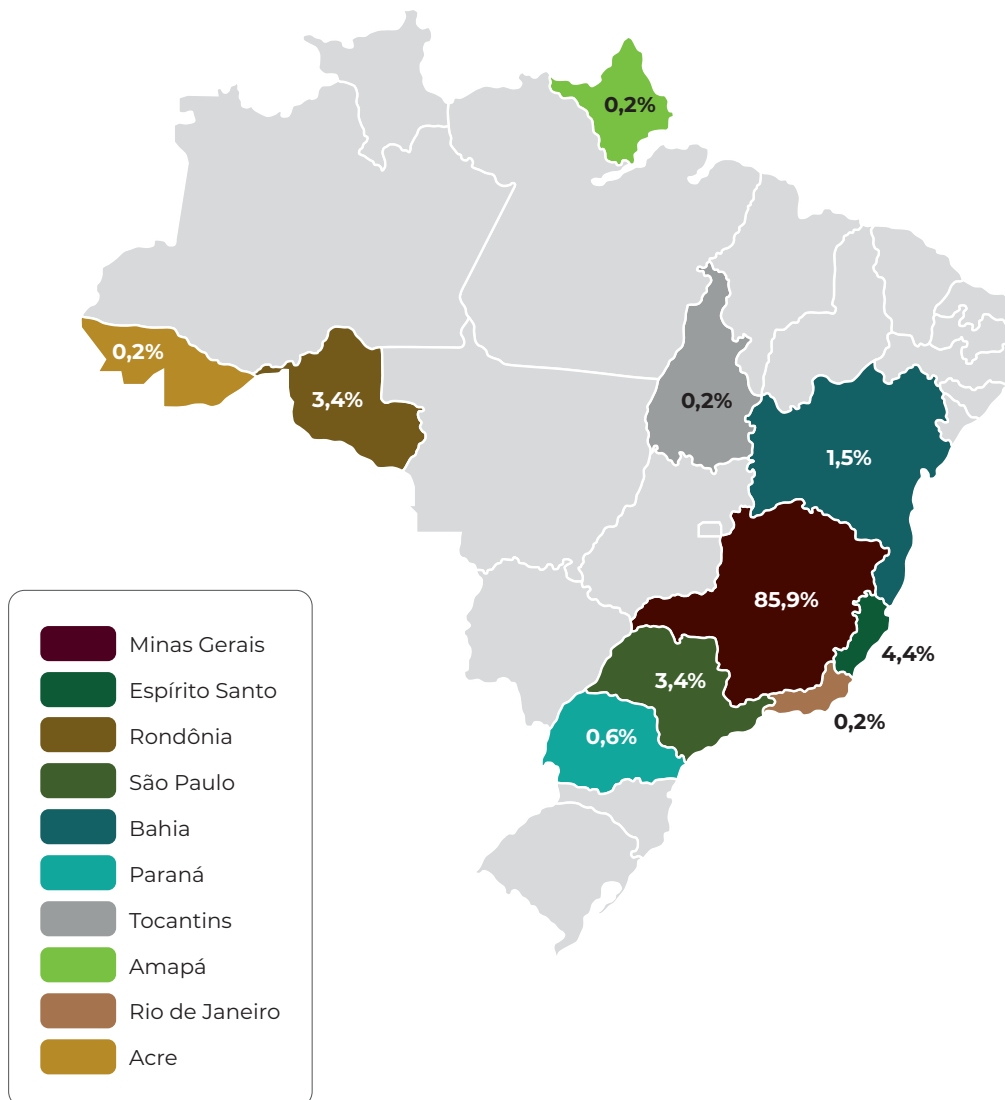 0,2%
0,2%
3,4%
0,2%
1,5%
85,9%
4,4%
3,4%
0,2%
0,6%
Minas Gerais
Espírito Santo
Rondônia
São Paulo
Bahia
Paraná
Tocantins
Amapá
Rio de Janeiro
Acre